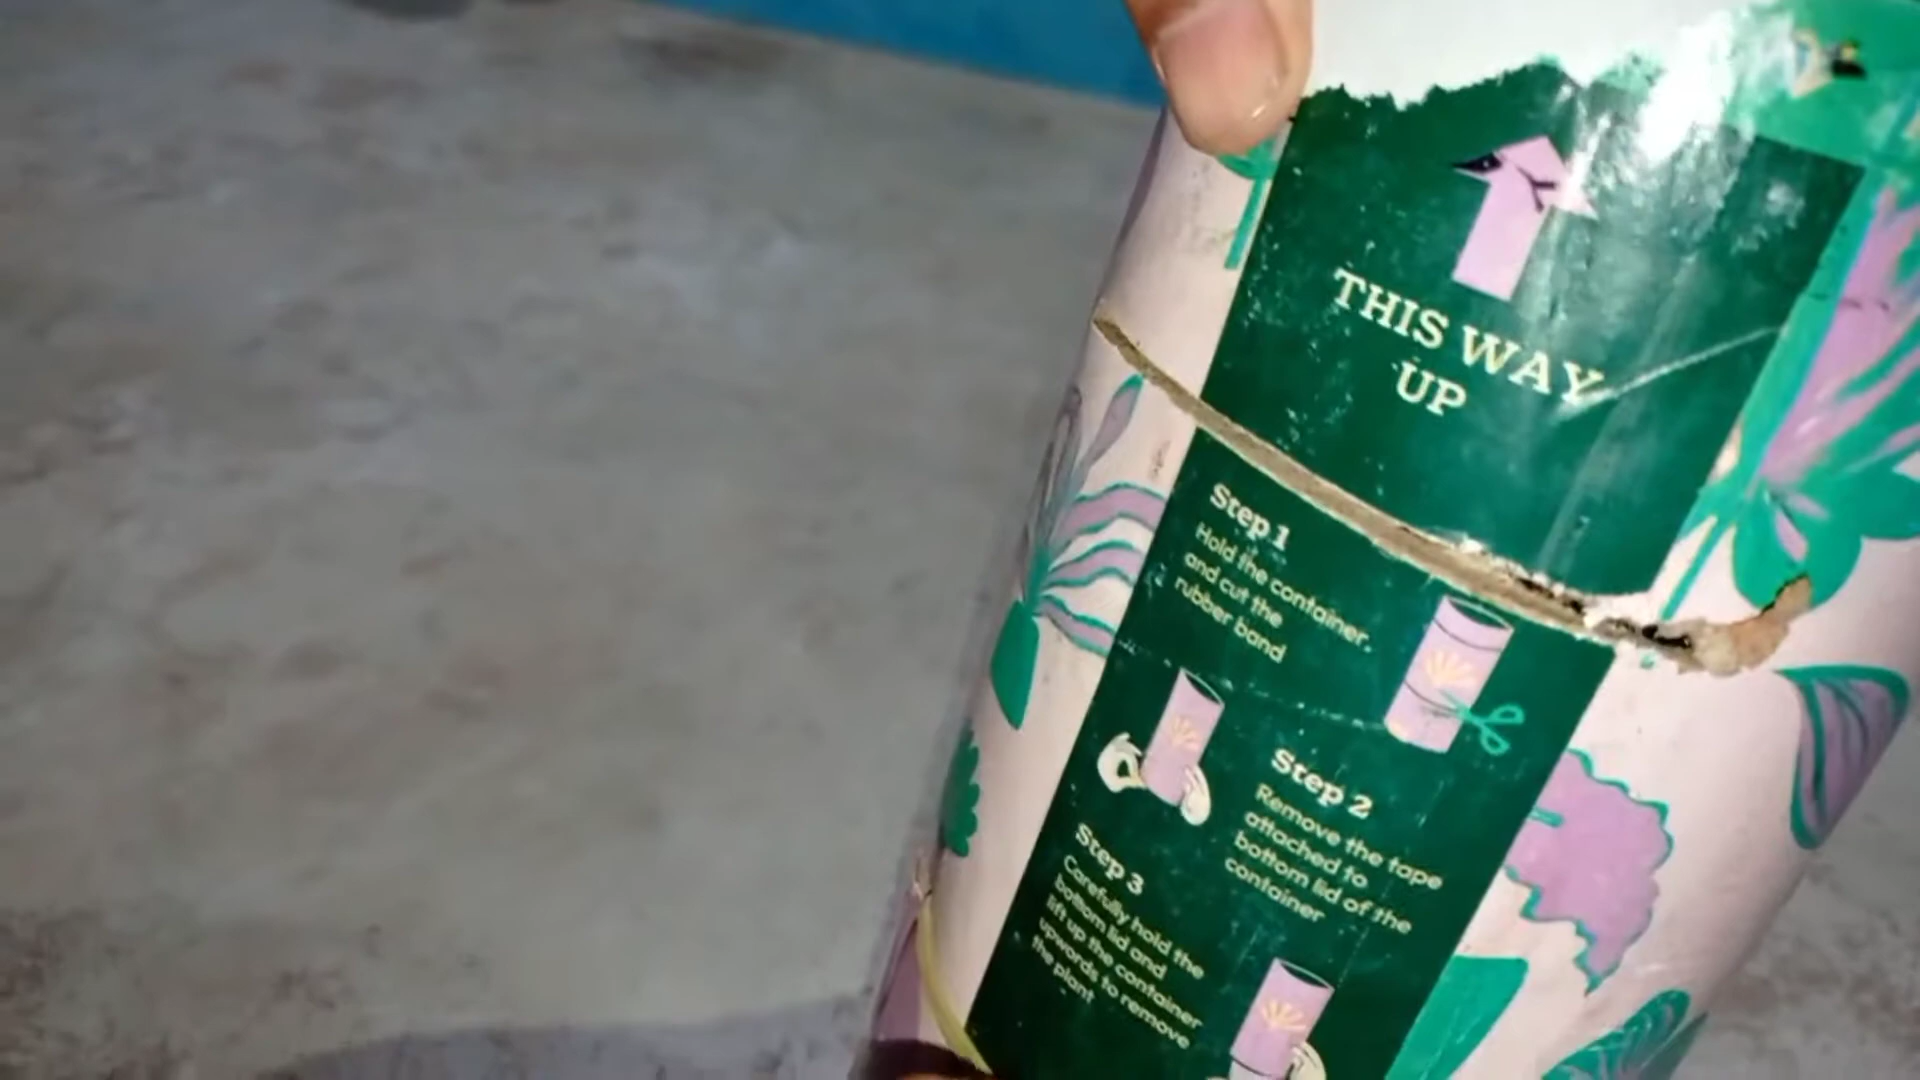 THIS WAY
UP
Step 1
Hold the container,
and cut the
rubber band
Step 2
Remove the tape
attached to
bottom lid of the
container
Step 3
Carefully hold the
bottom lid and
lift up the container
upwards to remove
the plant